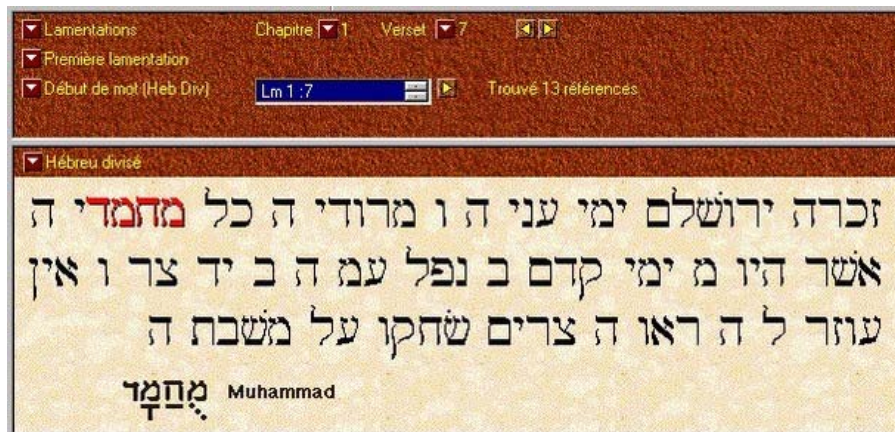 Lamentations Chapitre 1 Verset 7
Première lamentation
Début de mot (Heb Div) Lm 1 :7 Trouvé 13 références
Hébreu divisé
זכרה ירושלם ימי עני ה ו מרודי ה כל מחמדי ה
אשר היו מ ימי קדם ב נפל עמ ה ב יד צר ו אין
עוזר ל ה ראו ה צרים שׂחקו על משבת ה
מֻחַמָד Muhammad